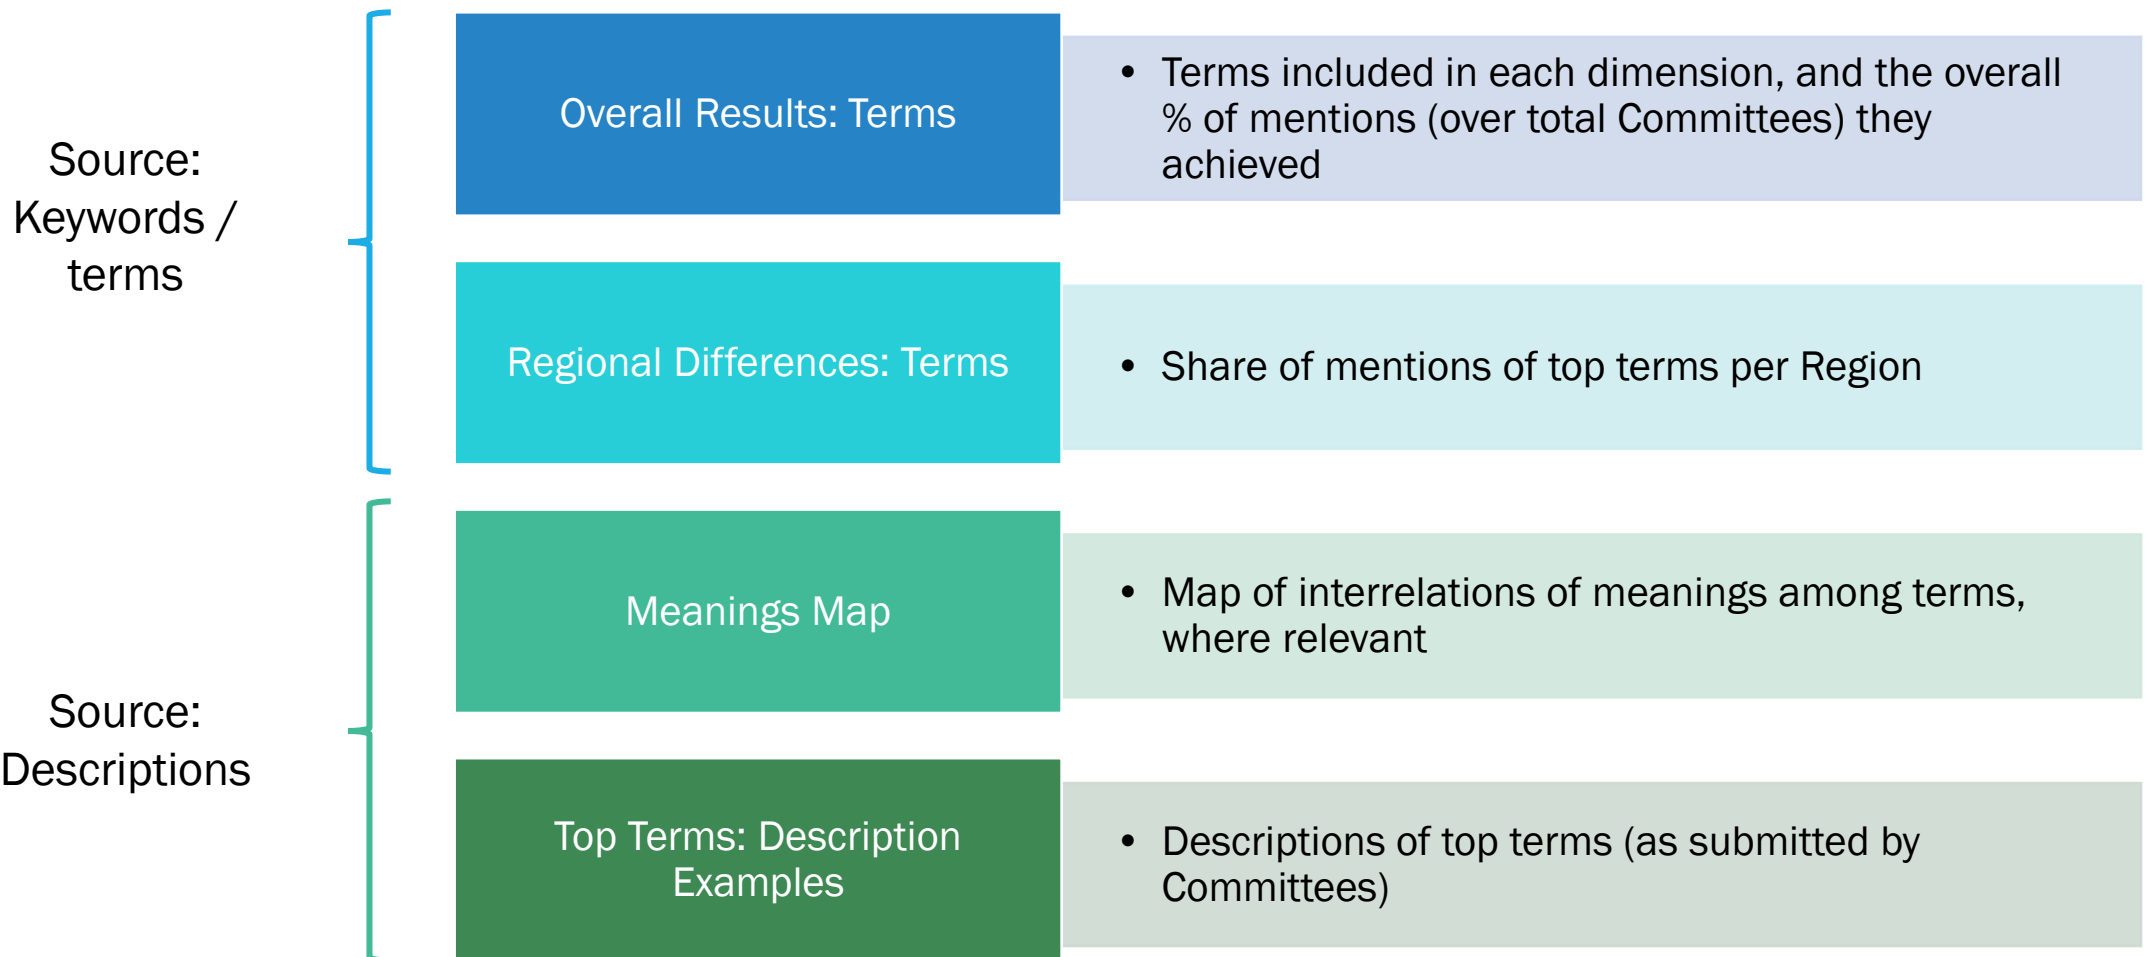 Source:
Keywords /
terms
Overall Results: Terms
• Terms included in each dimension, and the overall
% of mentions (over total Committees) they
achieved
Regional Differences: Terms
• Share of mentions of top terms per Region
Source:
Descriptions
Meanings Map
• Map of interrelations of meanings among terms,
where relevant
Top Terms: Description
Examples
• Descriptions of top terms (as submitted by
Committees)